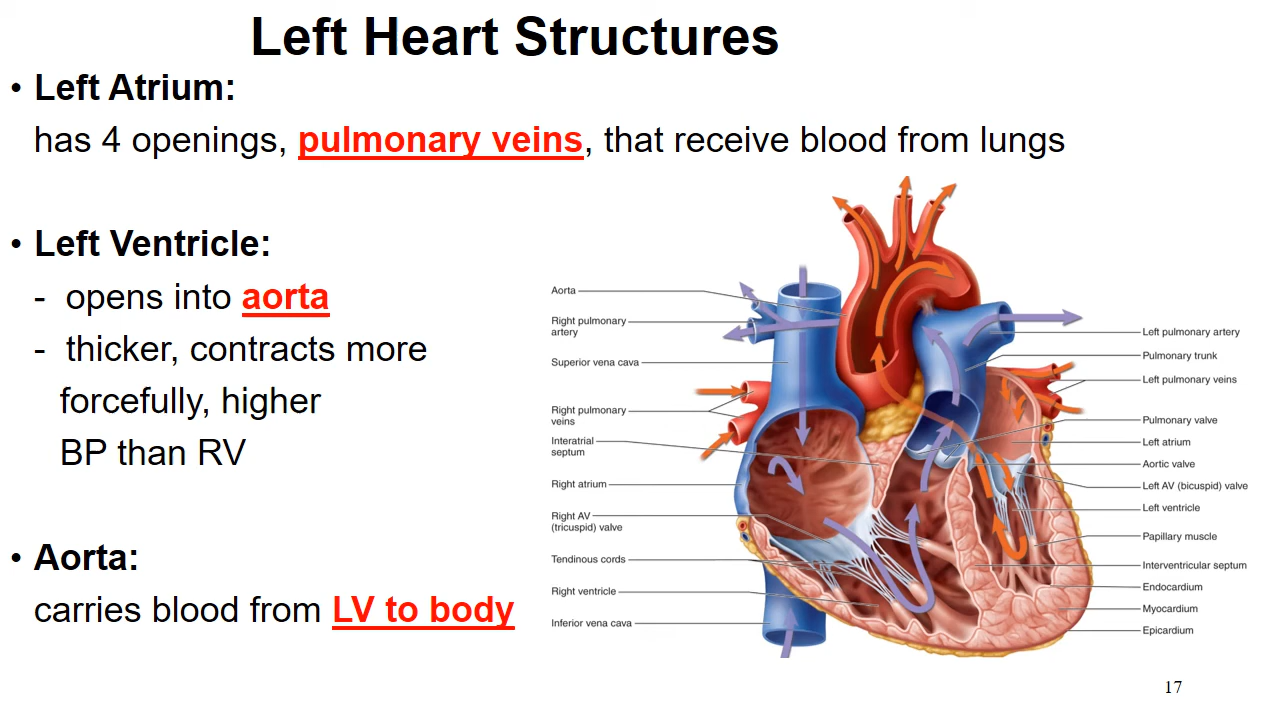 Left Heart Structures
• Left Atrium:
has 4 openings, pulmonary veins, that receive blood from lungs
• Left Ventricle:
- opens into aorta
- thicker, contracts more
forcefully, higher
BP than RV
• Aorta:
carries blood from LV to body
Aorta
Right pulmonary
artery
Superior vena cava
Right pulmonary
veins
Interatrial
septum
Right atrium
Right AV
(tricuspid) valve
Tendinous cords
Right ventricle
Inferior vena cava
Left pulmonary artery
Pulmonary trunk
Left pulmonary veins
Pulmonary valve
Left atrium
Aortic valve
Left AV (bicuspid) valve
Left ventricle
Papillary muscle
Interventricular septum
Endocardium
Myocardium
Epicardium
17